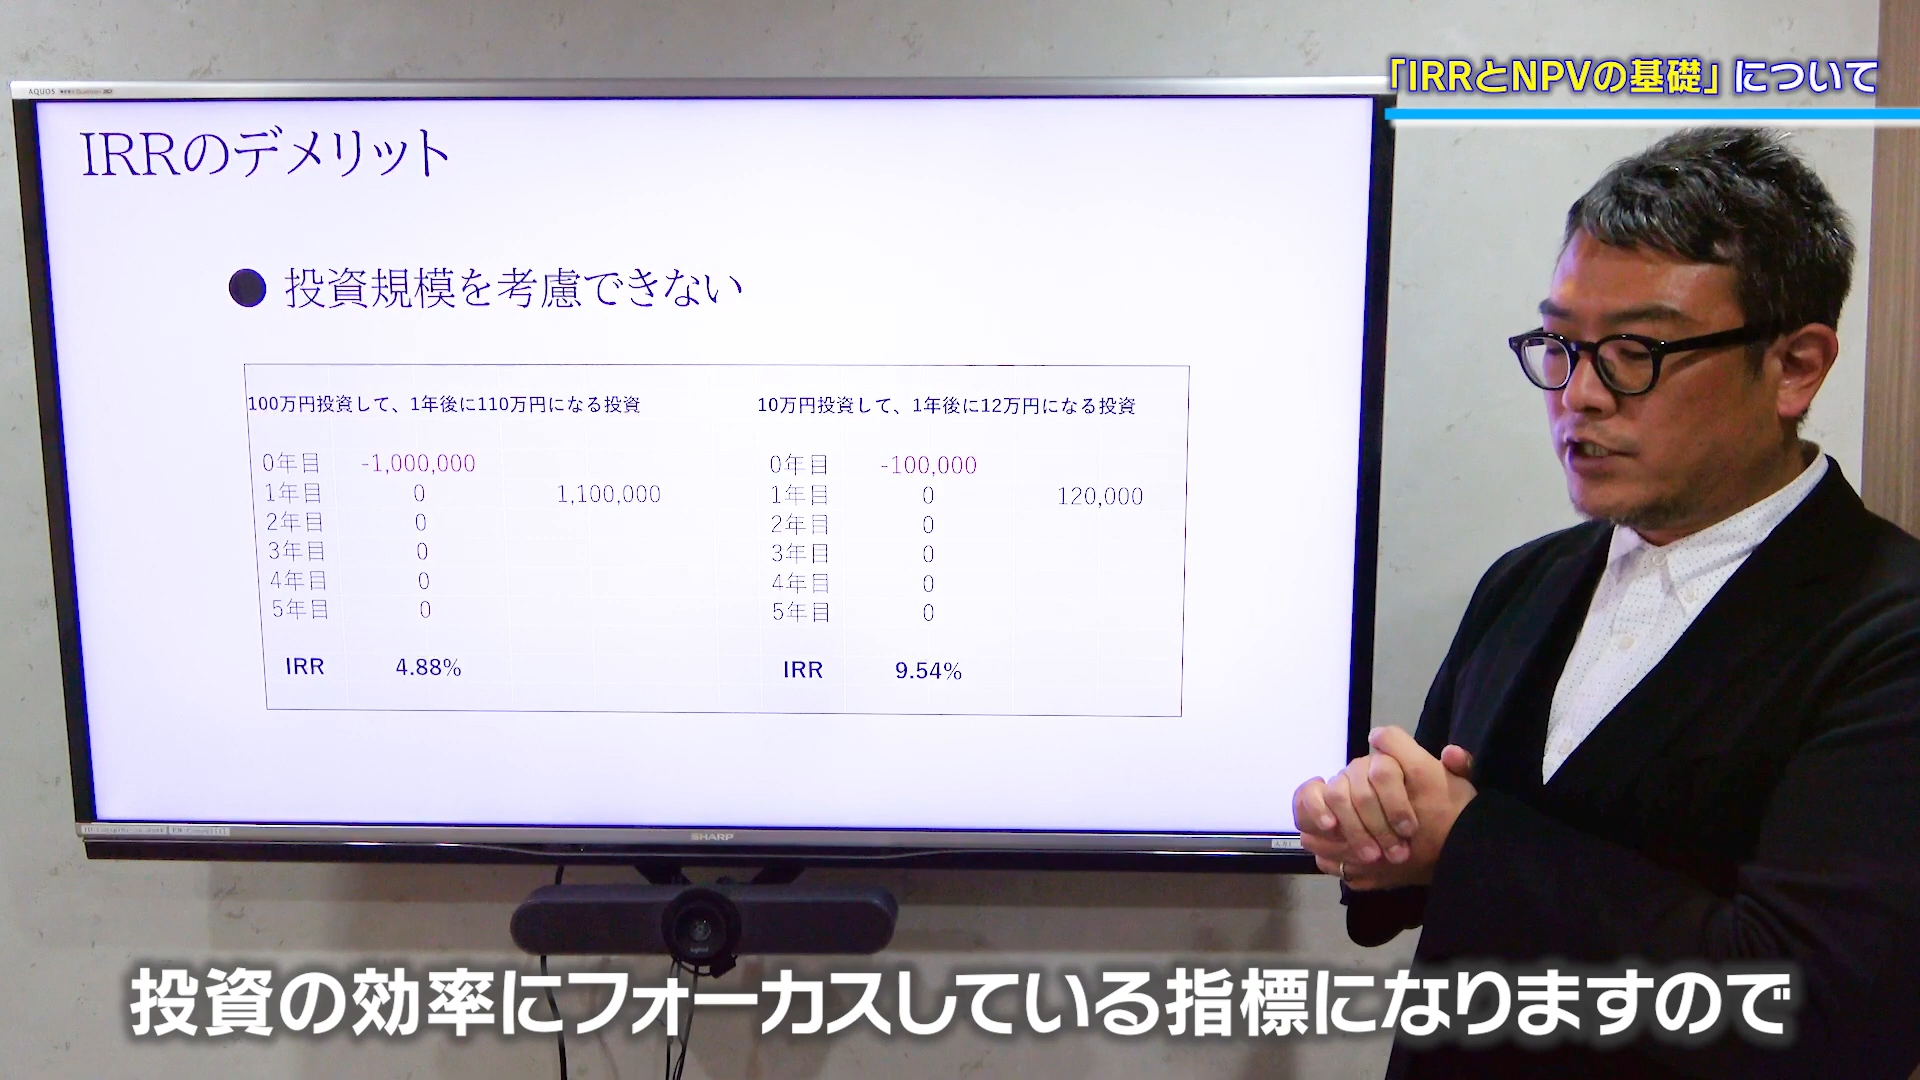 「IRRとNPVの基礎」について
AQUOS
IRRのデメリット
● 投資規模を考慮できない
100万円投資して、1年後に110万円になる投資
0年目 -1,000,000
1年目 0 1,100,000
2年目 0
3年目 0
4年目 0
5年目 0
IRR 4.88%
10万円投資して、1年後に12万円になる投資
0年目 -100,000
1年目 0 120,000
2年目 0
3年目 0
4年目 0
5年目 0
IRR 9.54%
SHARP
投資の効率にフォーカスしている指標になりますので